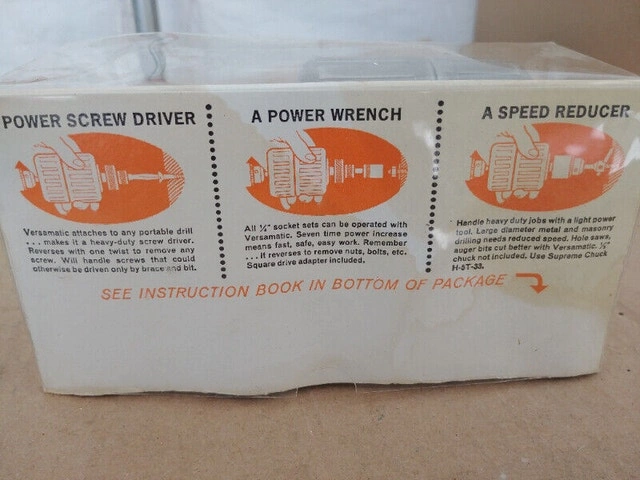 POWER SCREW DRIVER
Versamatic attaches to any portable drill
. . . makes it a heavy-duty screw driver.
Reverses with one twist to remove any
screw. Will handle screws that could
otherwise be driven only by brace and bit.
A POWER WRENCH
All ¼" socket sets can be operated with
Versamatic. Seven time power increase
means fast, safe, easy work. Remember
. . . it reverses to remove nuts, bolts, etc.
Square drive adapter included.
A SPEED REDUCER
Handle heavy duty jobs with a light power
tool. Large diameter metal and masonry
drilling needs reduced speed. Hole saws,
auger bits cut better with Versamatic. ½"
chuck not included. Use Supreme Chuck
H-5T-33.
SEE INSTRUCTION BOOK IN BOTTOM OF PACKAGE